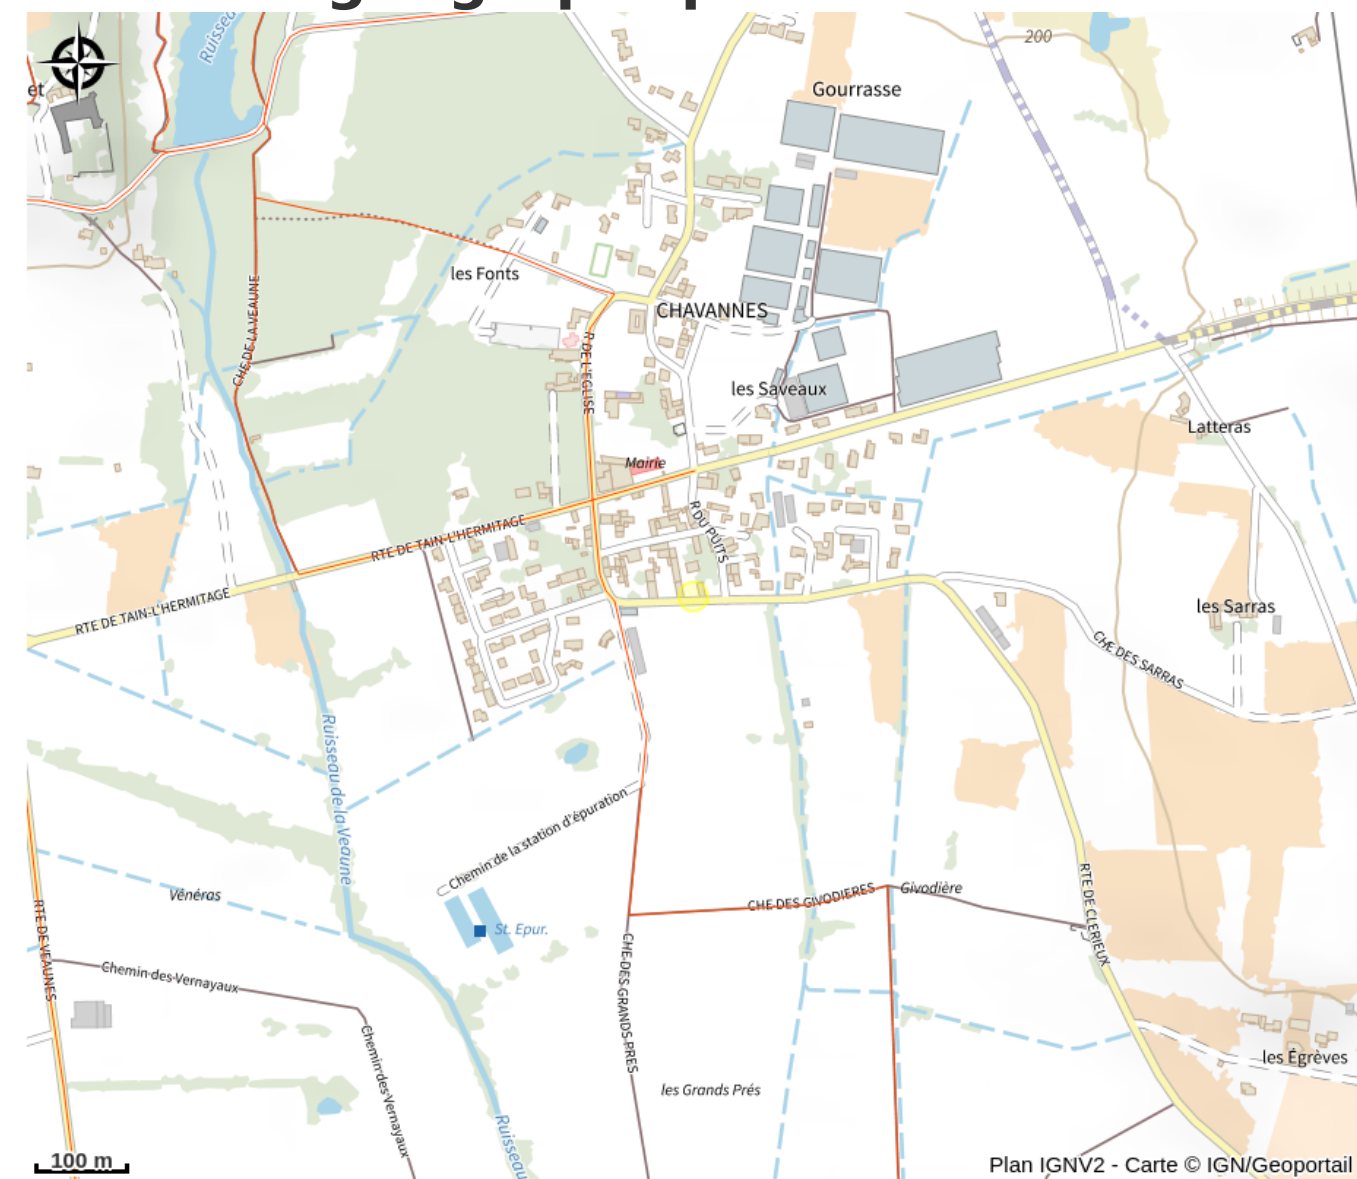 Ruisseau
200
et
Gourrasse
les Fonts
CHAVANNES
CHE DE LA VEAUNE
R DE L'EGLISE
les Saveaux
Latteras
Mairie
RTE DE TAIN-L'HERMITAGE
R DU PUITS
RTE DE TAIN-L'HERMITAGE
les Sarras
CHE DES SARRAS
Ruisseau de la Veaune
Chemin de la station d'épuration
Vénéras
CHE DES GIVODIERES
Givodière
RTE DE CLERIEUX
RTE DE VEAUNES
St. Epur.
CHE DES GRANDS PRES
Chemin des Vernayaux
Chemin des Vernayaux
les Égrèves
les Grands Prés
Ruisseau
100 m
Plan IGNV2 - Carte © IGN/Geoportail